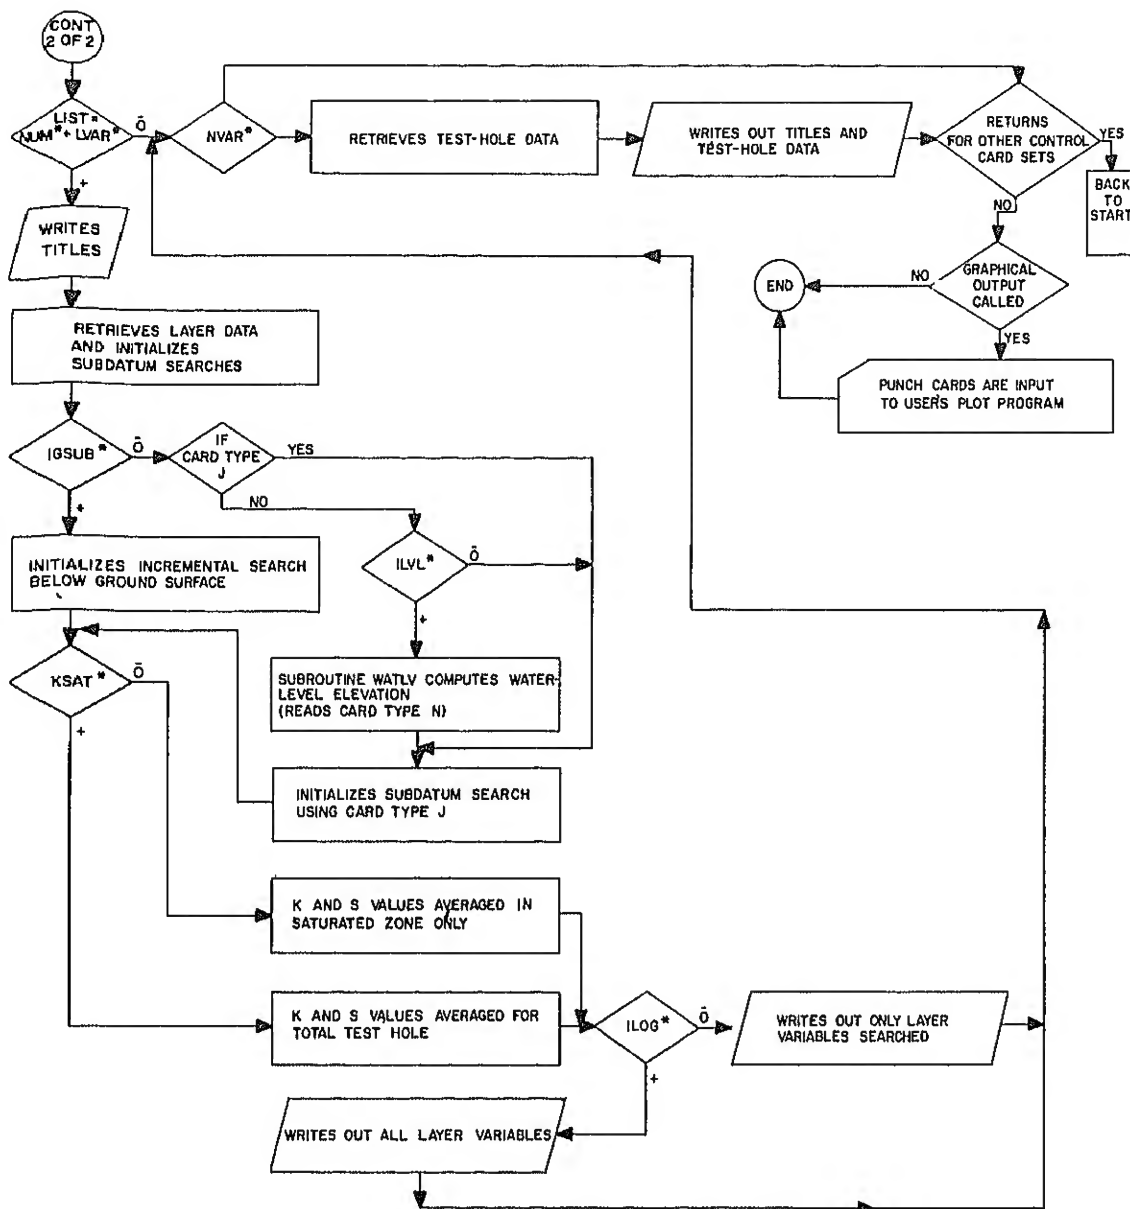 CONT
2 OF 2
LIST=
NUM*+ LVAR*
ō
+
NVAR*
RETRIEVES TEST-HOLE DATA
WRITES OUT TITLES AND
TEST-HOLE DATA
RETURNS
FOR OTHER CONTROL
CARD SETS
YES
BACK
TO
START
NO
GRAPHICAL
OUTPUT
CALLED
NO
END
YES
PUNCH CARDS ARE INPUT
TO USER'S PLOT PROGRAM
WRITES
TITLES
RETRIEVES LAYER DATA
AND INITIALIZES
SUBDATUM SEARCHES
IGSUB*
ō
+
IF
CARD TYPE
J
YES
NO
ILVL*
ō
+
INITIALIZES INCREMENTAL SEARCH
BELOW GROUND SURFACE
KSAT*
ō
+
SUBROUTINE WATLV COMPUTES WATER-
LEVEL ELEVATION
(READS CARD TYPE N)
INITIALIZES SUBDATUM SEARCH
USING CARD TYPE J
K AND S VALUES AVERAGED IN
SATURATED ZONE ONLY
K AND S VALUES AVERAGED FOR
TOTAL TEST HOLE
ILOG*
ō
+
WRITES OUT ONLY LAYER
VARIABLES SEARCHED
WRITES OUT ALL LAYER VARIABLES